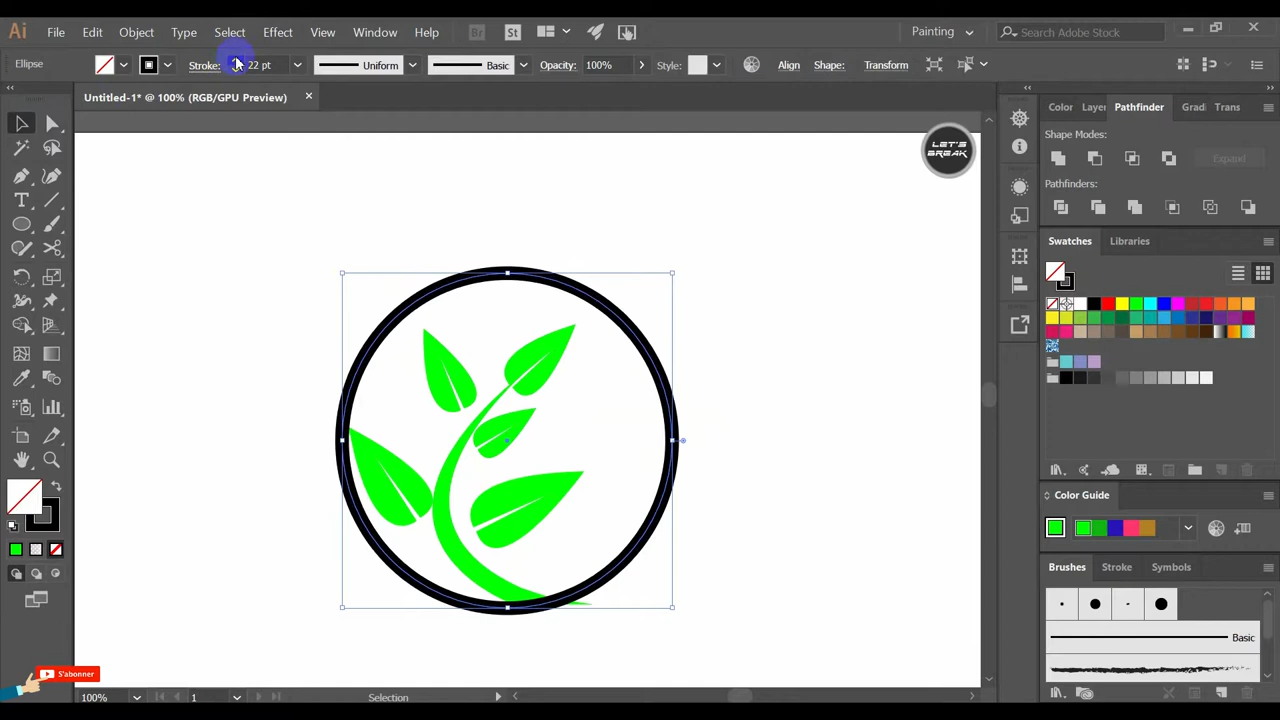 Ai File Edit Object Type Select Effect View Window Help Br St Painting Search Adobe Stock
Ellipse Stroke: 22 pt Uniform Basic Opacity: 100% Style: Align Shape: Transform
Untitled-1* @ 100% (RGB/GPU Preview)
LET'S
BREAK
Color Layer Pathfinder Grad Trans
Shape Modes:
Expand
Pathfinders:
Swatches Libraries
Color Guide
Brushes Stroke Symbols
Basic
S'abonner
100% 1 Selection